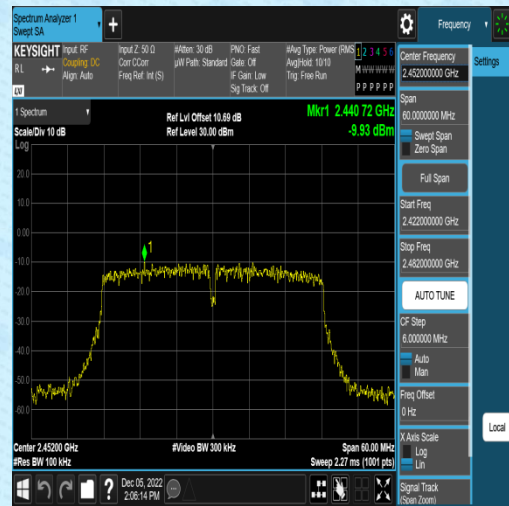 Spectrum Analyzer 1
Swept SA
Frequency
KEYSIGHT
RL
LXI
Input: RF
Coupling: DC
Align: Auto
Input Z: 50 Ω
Corr CCorr
Freq Ref: Int (S)
#Atten: 30 dB
µW Path: Standard
PNO: Fast
Gate: Off
IF Gain: Low
Sig Track: Off
#Avg Type: Power (RMS
Avg|Hold: 10/10
Trig: Free Run
1 2 3 4 5 6
M W W W W W
P P P P P P
1 Spectrum
Scale/Div 10 dB
Ref Lvl Offset 10.69 dB
Ref Level 30.00 dBm
Mkr1 2.440 72 GHz
-9.93 dBm
Log
20.0
10.0
0.00
1
-10.0
-20.0
-30.0
-40.0
-50.0
-60.0
Center 2.45200 GHz
#Res BW 100 kHz
#Video BW 300 kHz
Span 60.00 MHz
Sweep 2.27 ms (1001 pts)
Dec 05, 2022
2:06:14 PM
Center Frequency
2.452000000 GHz
Span
60.0000000 MHz
Swept Span
Zero Span
Full Span
Start Freq
2.422000000 GHz
Stop Freq
2.482000000 GHz
AUTO TUNE
CF Step
6.000000 MHz
Auto
Man
Freq Offset
0 Hz
X Axis Scale
Log
Lin
Signal Track
(Span Zoom)
Settings
Local